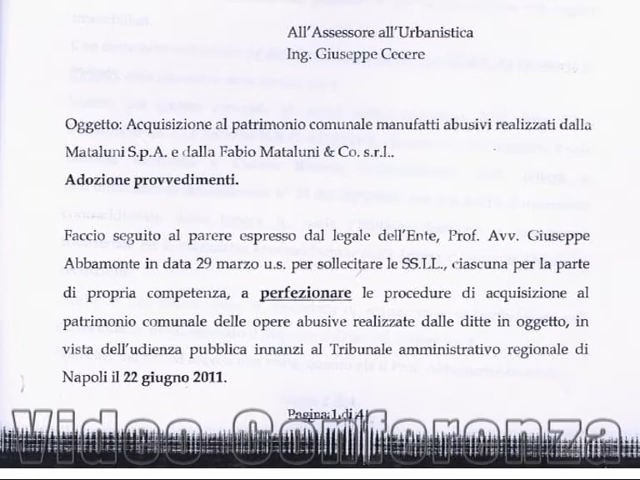 All'Assessore all'Urbanistica
Ing. Giuseppe Cecere
Oggetto: Acquisizione al patrimonio comunale manufatti abusivi realizzati dalla
Mataluni S.p.A. e dalla Fabio Mataluni & Co. s.r.l..
Adozione provvedimenti.
Faccio seguito al parere espresso dal legale dell'Ente, Prof. Avv. Giuseppe
Abbamonte in data 29 marzo u.s. per sollecitare le SS.LL., ciascuna per la parte
di propria competenza, a perfezionare le procedure di acquisizione al
patrimonio comunale delle opere abusive realizzate dalle ditte in oggetto, in
vista dell'udienza pubblica innanzi al Tribunale amministrativo regionale di
Napoli il 22 giugno 2011.
Pagina 1 di 4
Video Conferenza